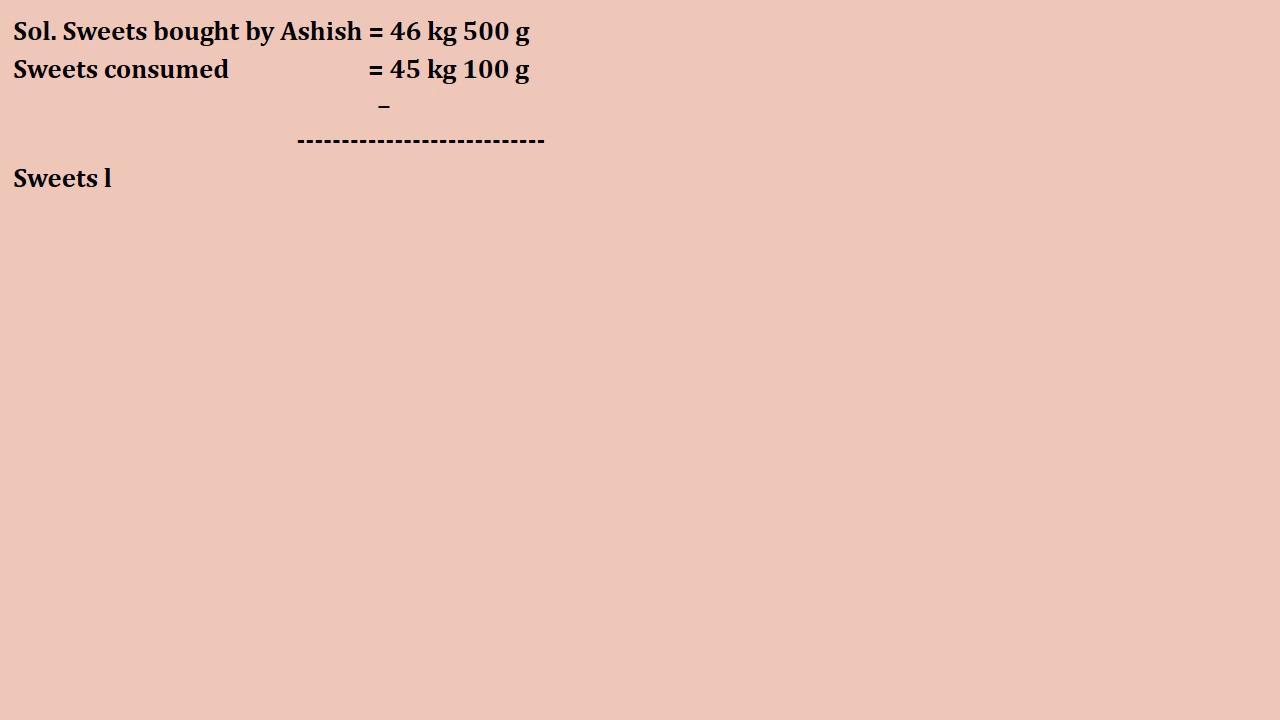 Sol. Sweets bought by Ashish = 46 kg 500 g
Sweets consumed = 45 kg 100 g
–
----------------------------
Sweets l